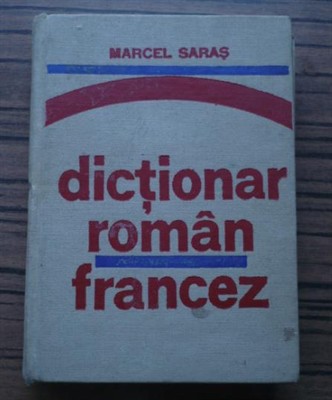 MARCEL SARAȘ
dicționar
român
francez